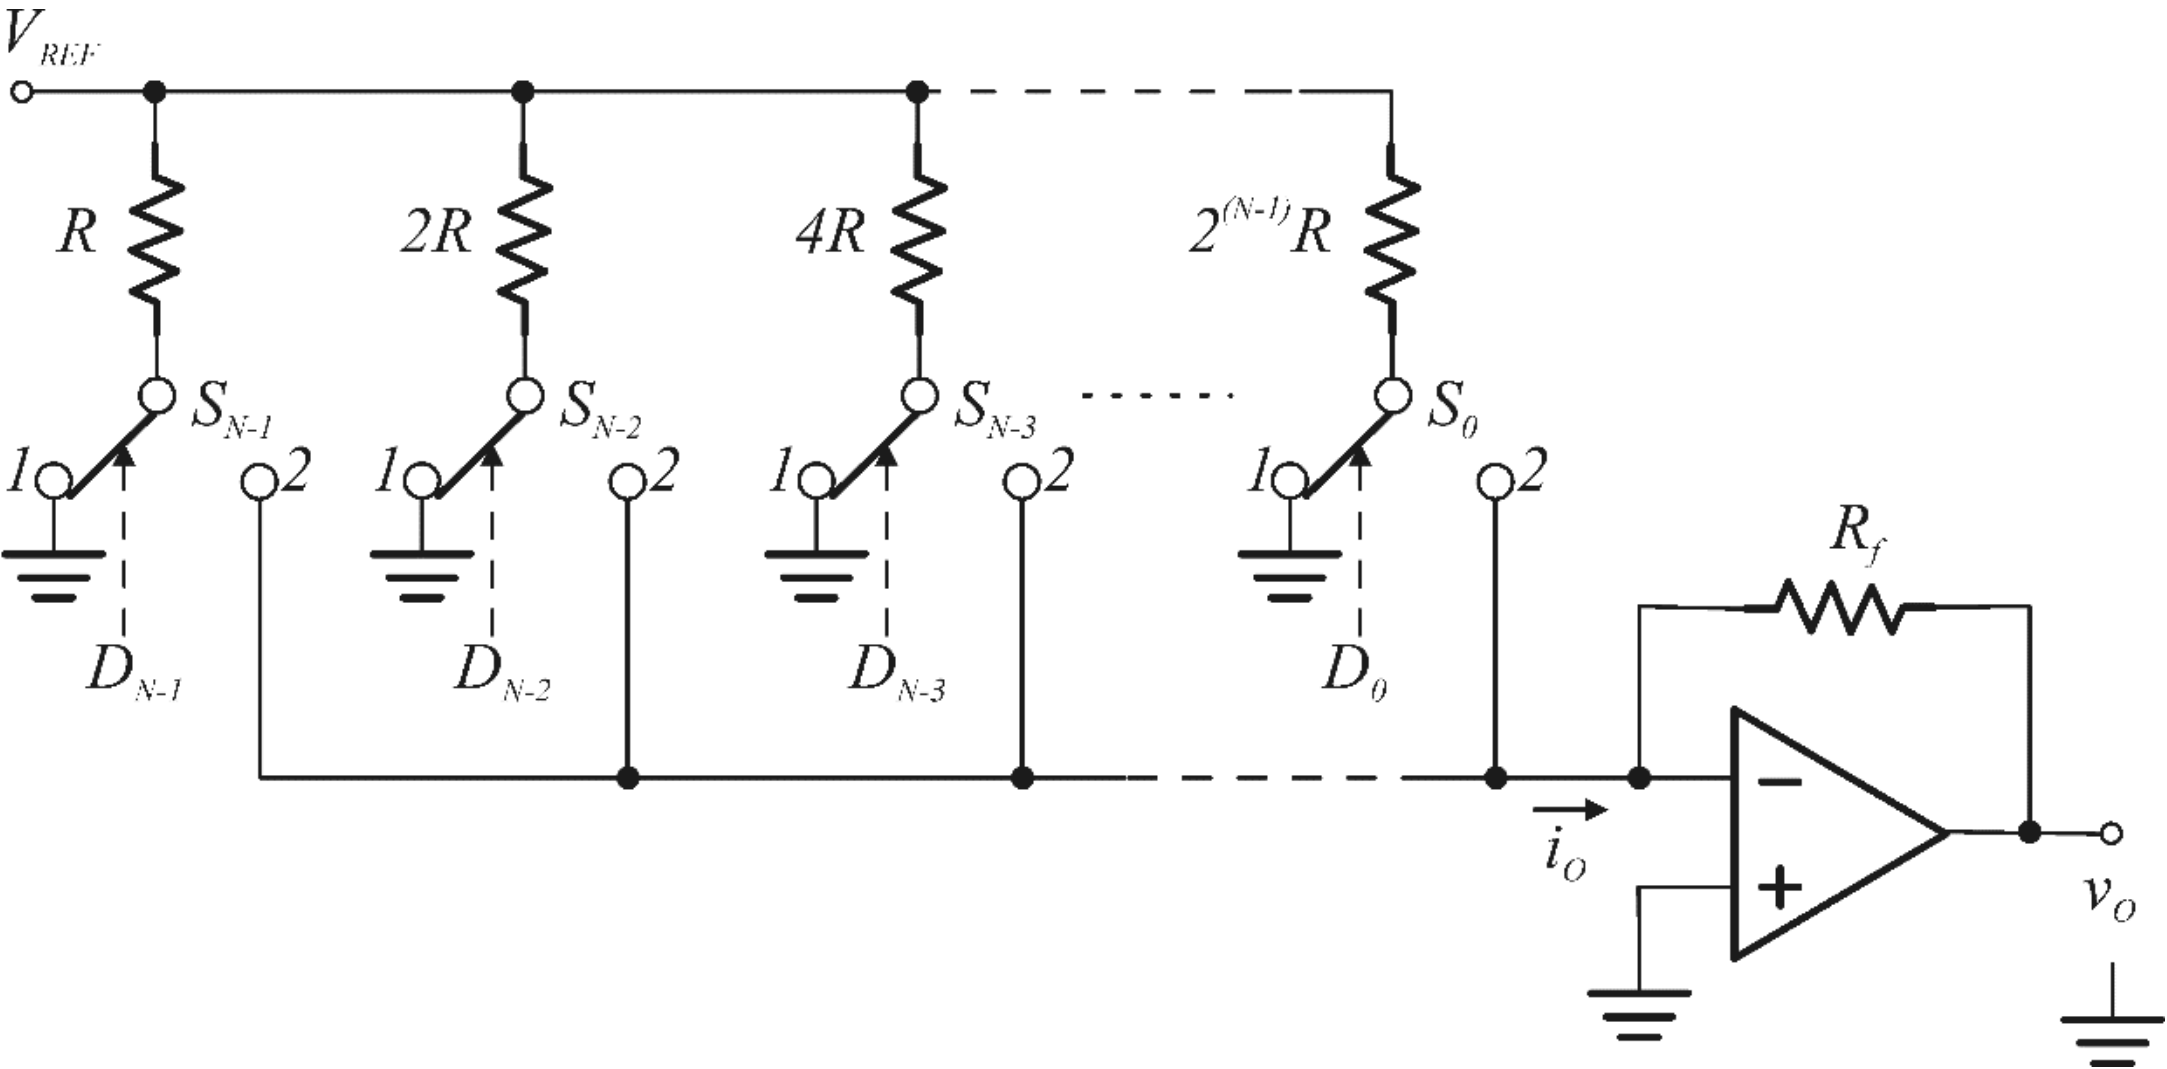 V_REF
R 2R 4R 2^(N-1)R
S_N-1 S_N-2 S_N-3 ...... S_0
1 2 1 2 1 2 1 2
R_f
D_N-1 D_N-2 D_N-3 D_0
−
i_O
+
v_O